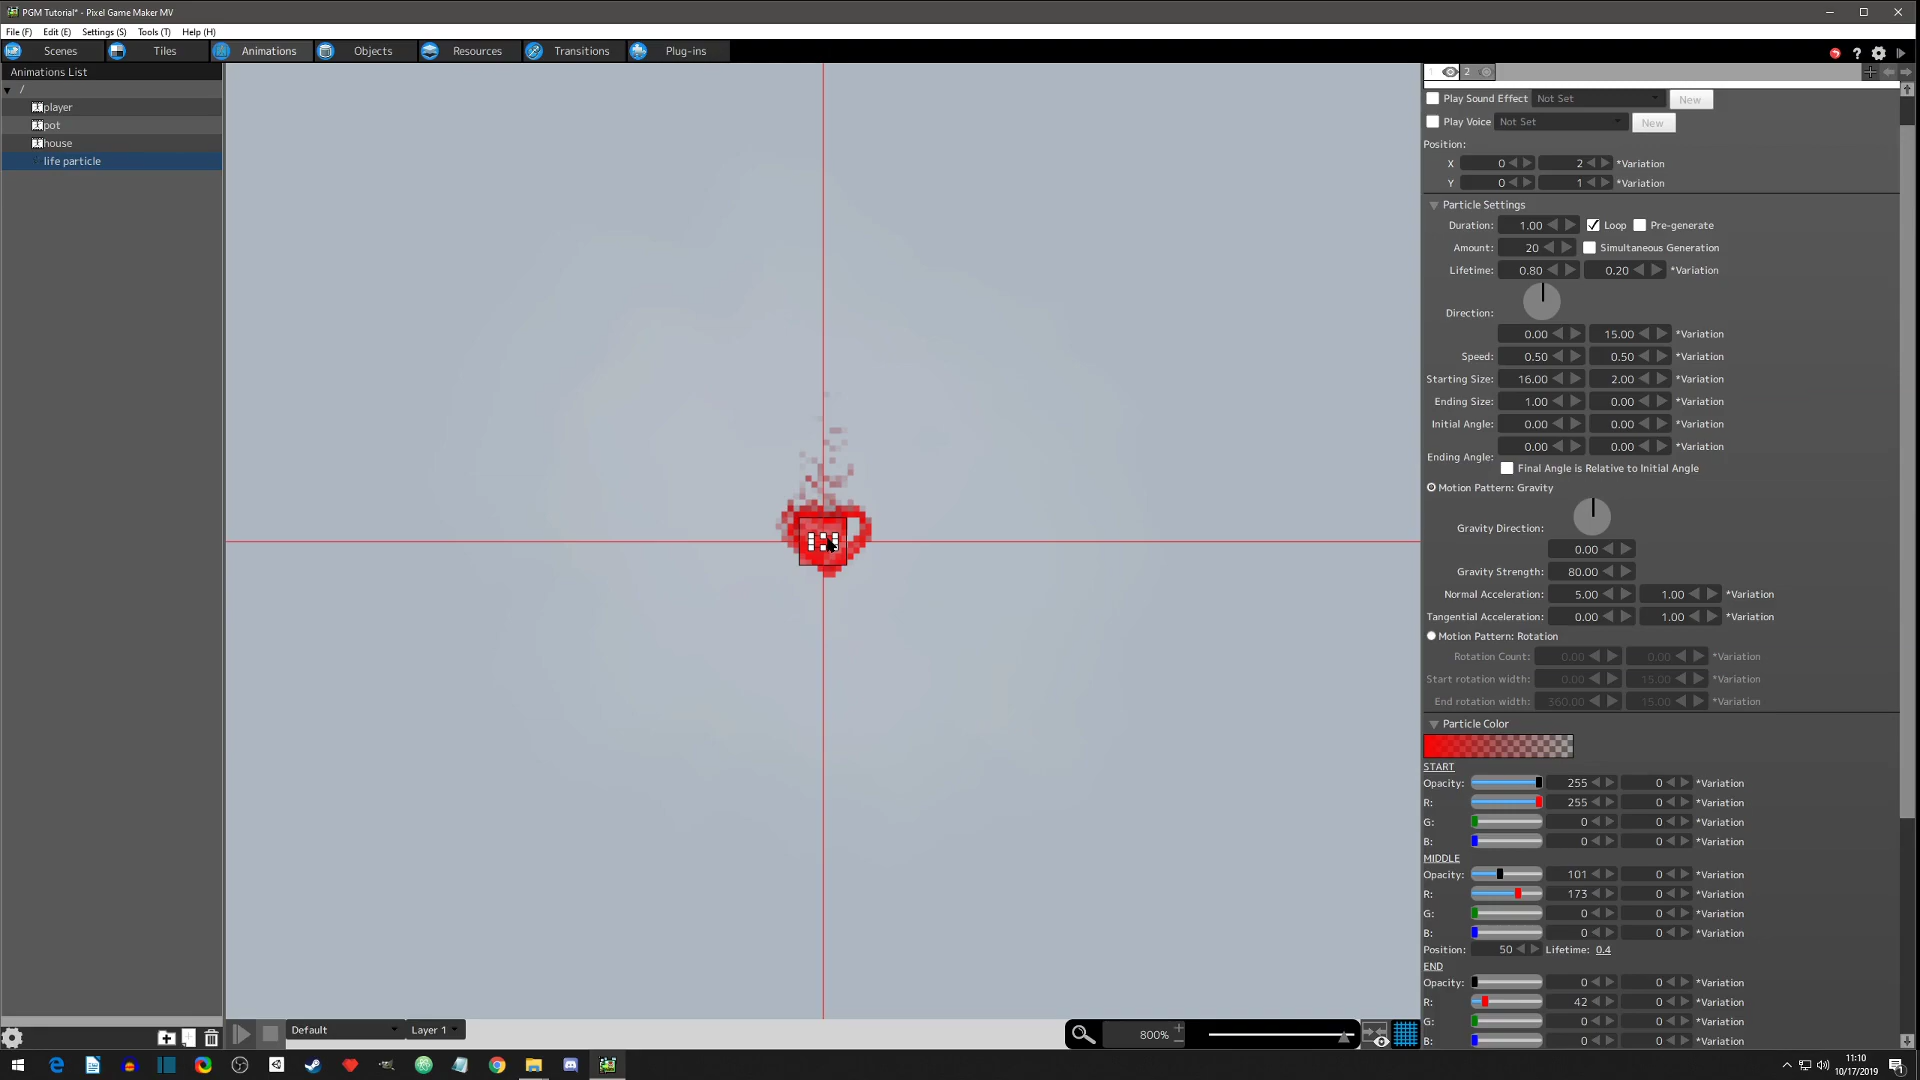 PGM Tutorial* - Pixel Game Maker MV
File (F) Edit (E) Settings (S) Tools (T) Help (H)
Scenes Tiles Animations Objects Resources Transitions Plug-ins
?
Animations List
/
player
pot
house
life particle
1 2
Play Sound Effect Not Set New
Play Voice Not Set New
Position:
X 0 2 *Variation
Y 0 1 *Variation
Particle Settings
Duration: 1.00 Loop Pre-generate
Amount: 20 Simultaneous Generation
Lifetime: 0.80 0.20 *Variation
Direction:
0.00 15.00 *Variation
Speed: 0.50 0.50 *Variation
Starting Size: 16.00 2.00 *Variation
Ending Size: 1.00 0.00 *Variation
Initial Angle: 0.00 0.00 *Variation
0.00 0.00 *Variation
Ending Angle:
Final Angle is Relative to Initial Angle
Motion Pattern: Gravity
Gravity Direction:
0.00
Gravity Strength: 80.00
Normal Acceleration: 5.00 1.00 *Variation
Tangential Acceleration: 0.00 1.00 *Variation
Motion Pattern: Rotation
Rotation Count: 0.00 0.00 *Variation
Start rotation width: 0.00 15.00 *Variation
End rotation width: 360.00 15.00 *Variation
Particle Color
START
Opacity: 255 0 *Variation
R: 255 0 *Variation
G: 0 0 *Variation
B: 0 0 *Variation
MIDDLE
Opacity: 101 0 *Variation
R: 173 0 *Variation
G: 0 0 *Variation
B: 0 0 *Variation
Position: 50 Lifetime: 0.4
END
Opacity: 0 0 *Variation
R: 42 0 *Variation
G: 0 0 *Variation
B: 0 0 *Variation
Default Layer 1 800%
11:10
10/17/2019